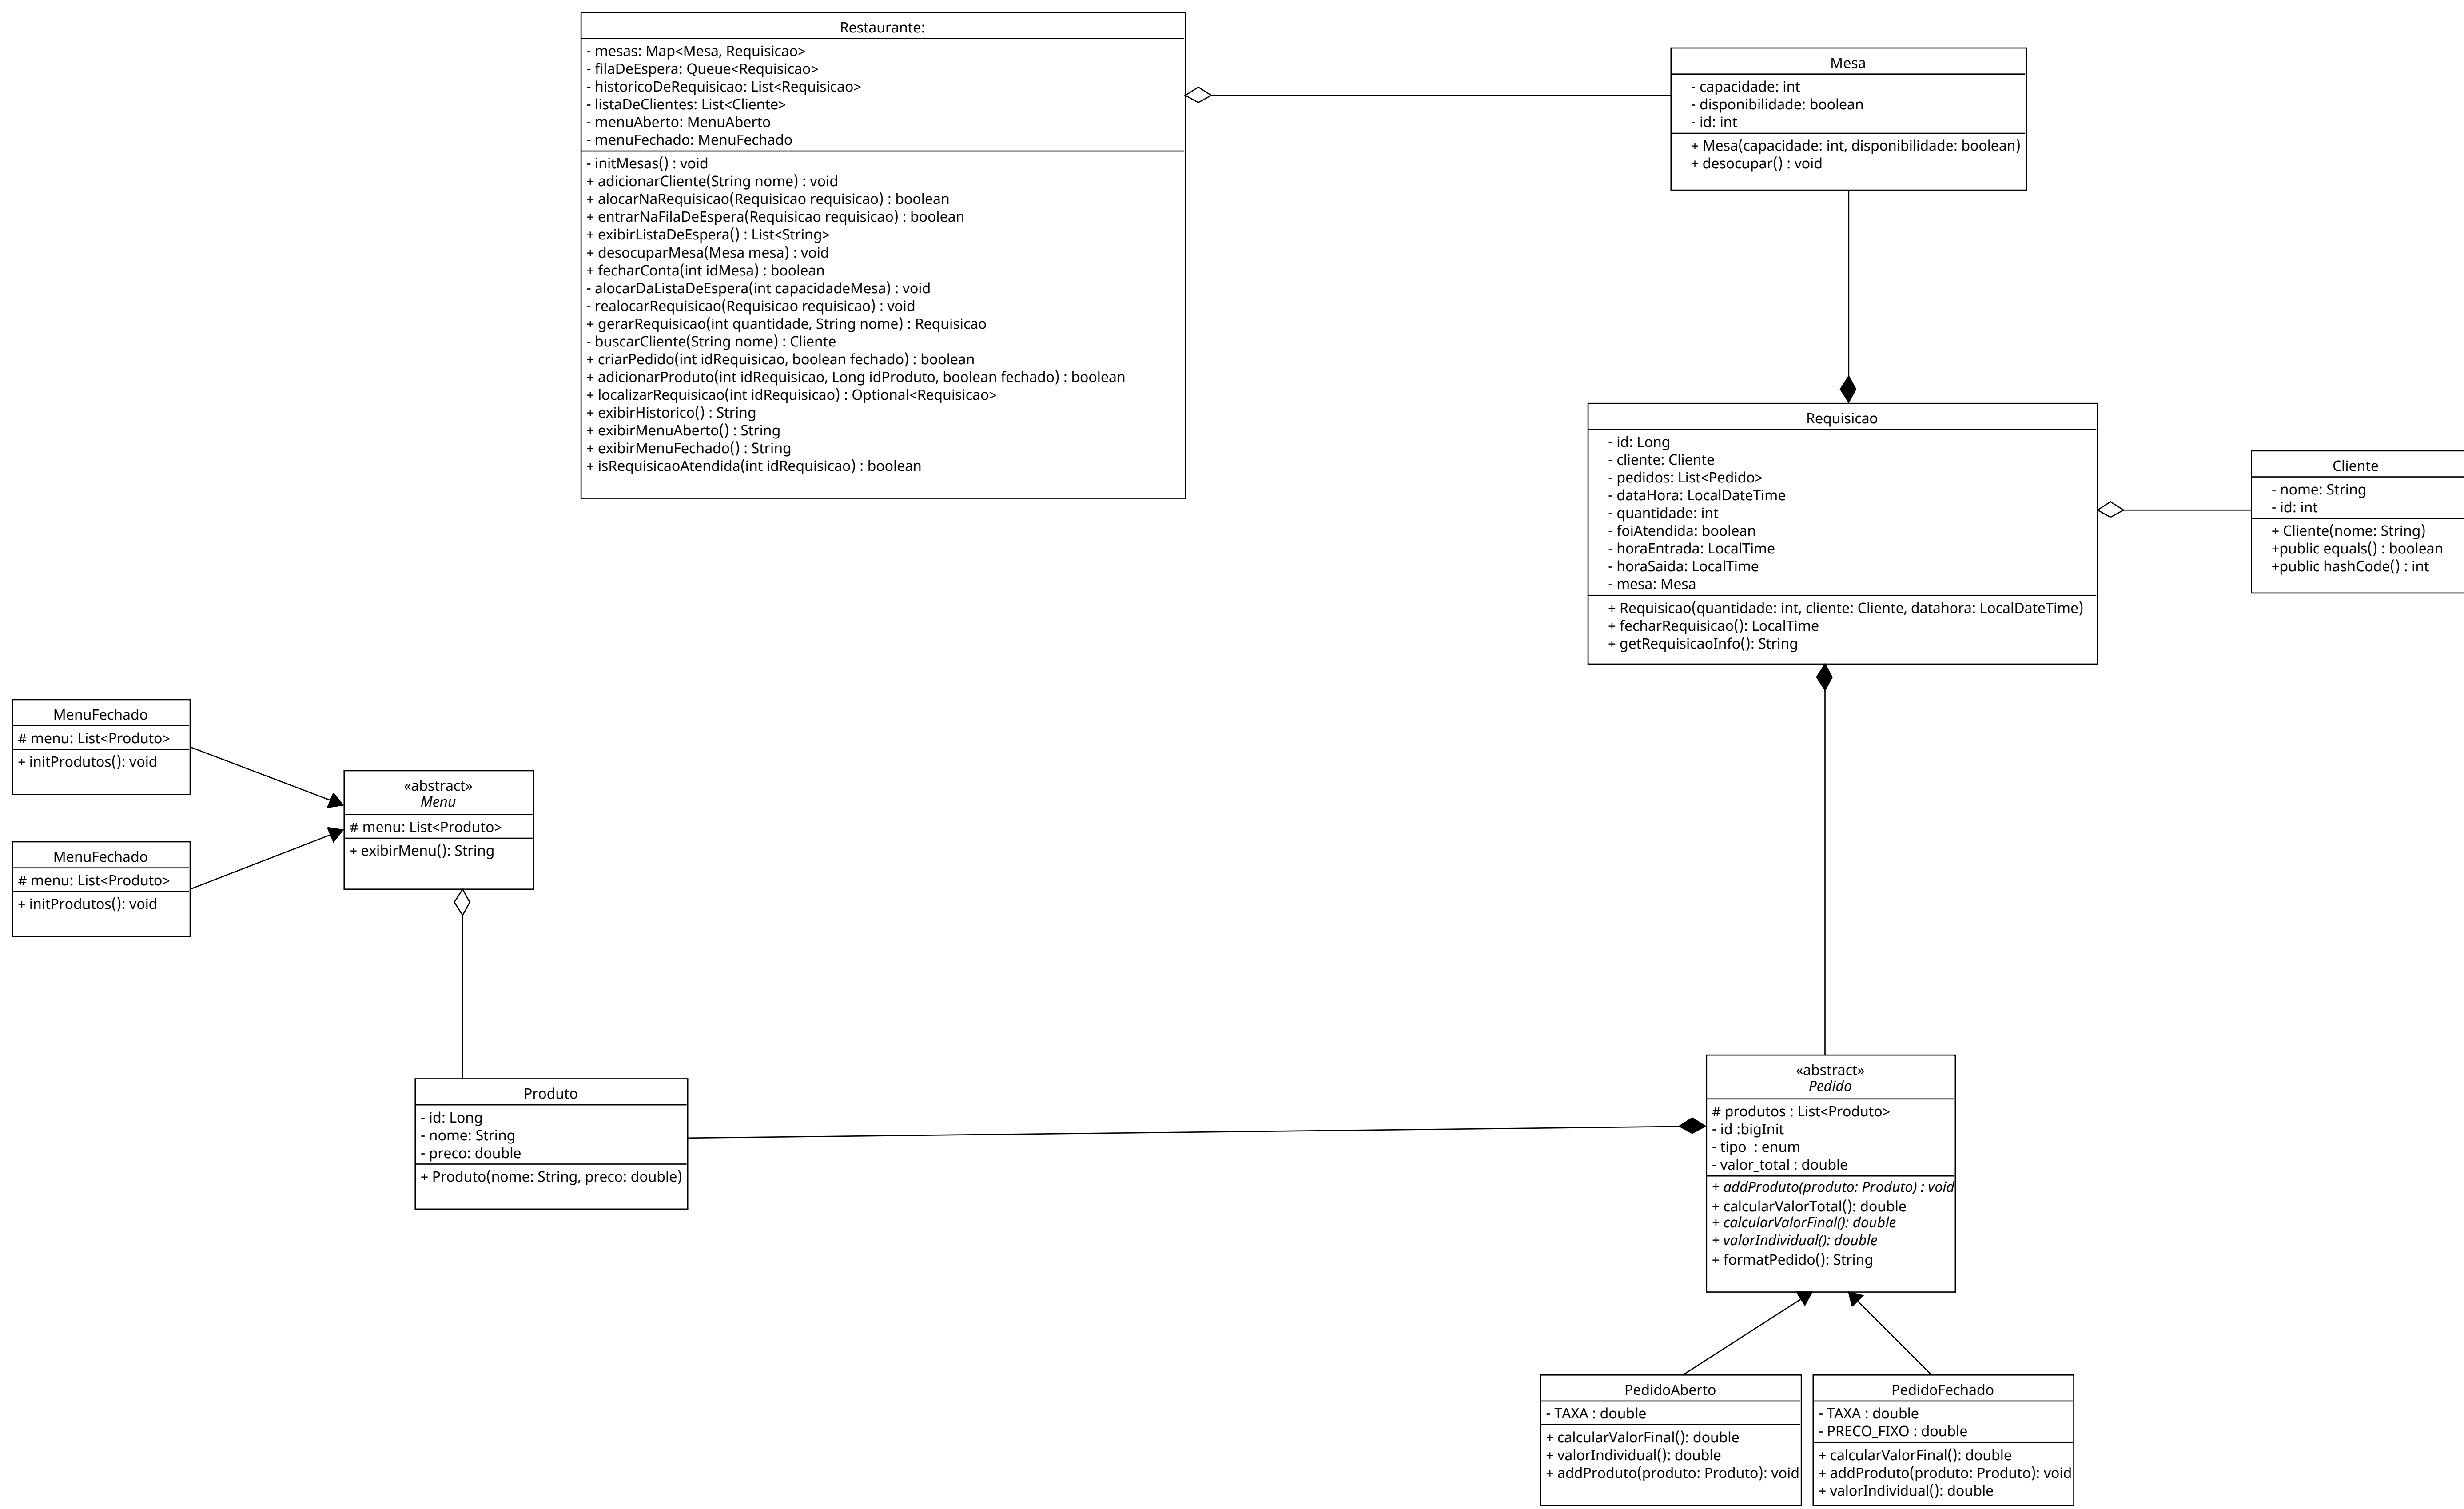 Restaurante:
- mesas: Map<Mesa, Requisicao>
- filaDeEspera: Queue<Requisicao>
- historicoDeRequisicao: List<Requisicao>
- listaDeClientes: List<Cliente>
- menuAberto: MenuAberto
- menuFechado: MenuFechado
- initMesas() : void
+ adicionarCliente(String nome) : void
+ alocarNaRequisicao(Requisicao requisicao) : boolean
+ entrarNaFilaDeEspera(Requisicao requisicao) : boolean
+ exibirListaDeEspera() : List<String>
+ desocuparMesa(Mesa mesa) : void
+ fecharConta(int idMesa) : boolean
- alocarDaListaDeEspera(int capacidadeMesa) : void
- realocarRequisicao(Requisicao requisicao) : void
+ gerarRequisicao(int quantidade, String nome) : Requisicao
- buscarCliente(String nome) : Cliente
+ criarPedido(int idRequisicao, boolean fechado) : boolean
+ adicionarProduto(int idRequisicao, Long idProduto, boolean fechado) : boolean
+ localizarRequisicao(int idRequisicao) : Optional<Requisicao>
+ exibirHistorico() : String
+ exibirMenuAberto() : String
+ exibirMenuFechado() : String
+ isRequisicaoAtendida(int idRequisicao) : boolean
Mesa
- capacidade: int
- disponibilidade: boolean
- id: int
+ Mesa(capacidade: int, disponibilidade: boolean)
+ desocupar() : void
Requisicao
- id: Long
- cliente: Cliente
- pedidos: List<Pedido>
- dataHora: LocalDateTime
- quantidade: int
- foiAtendida: boolean
- horaEntrada: LocalTime
- horaSaida: LocalTime
- mesa: Mesa
+ Requisicao(quantidade: int, cliente: Cliente, datahora: LocalDateTime)
+ fecharRequisicao(): LocalTime
+ getRequisicaoInfo(): String
Cliente
- nome: String
- id: int
+ Cliente(nome: String)
+public equals() : boolean
+public hashCode() : int
MenuFechado
# menu: List<Produto>
+ initProdutos(): void
MenuFechado
# menu: List<Produto>
+ initProdutos(): void
«abstract»
Menu
# menu: List<Produto>
+ exibirMenu(): String
Produto
- id: Long
- nome: String
- preco: double
+ Produto(nome: String, preco: double)
«abstract»
Pedido
# produtos : List<Produto>
- id :bigInit
- tipo  : enum
- valor_total : double
+ addProduto(produto: Produto) : void
+ calcularValorTotal(): double
+ calcularValorFinal(): double
+ valorIndividual(): double
+ formatPedido(): String
PedidoAberto
- TAXA : double
+ calcularValorFinal(): double
+ valorIndividual(): double
+ addProduto(produto: Produto): void
PedidoFechado
- TAXA : double
- PRECO_FIXO : double
+ calcularValorFinal(): double
+ addProduto(produto: Produto): void
+ valorIndividual(): double